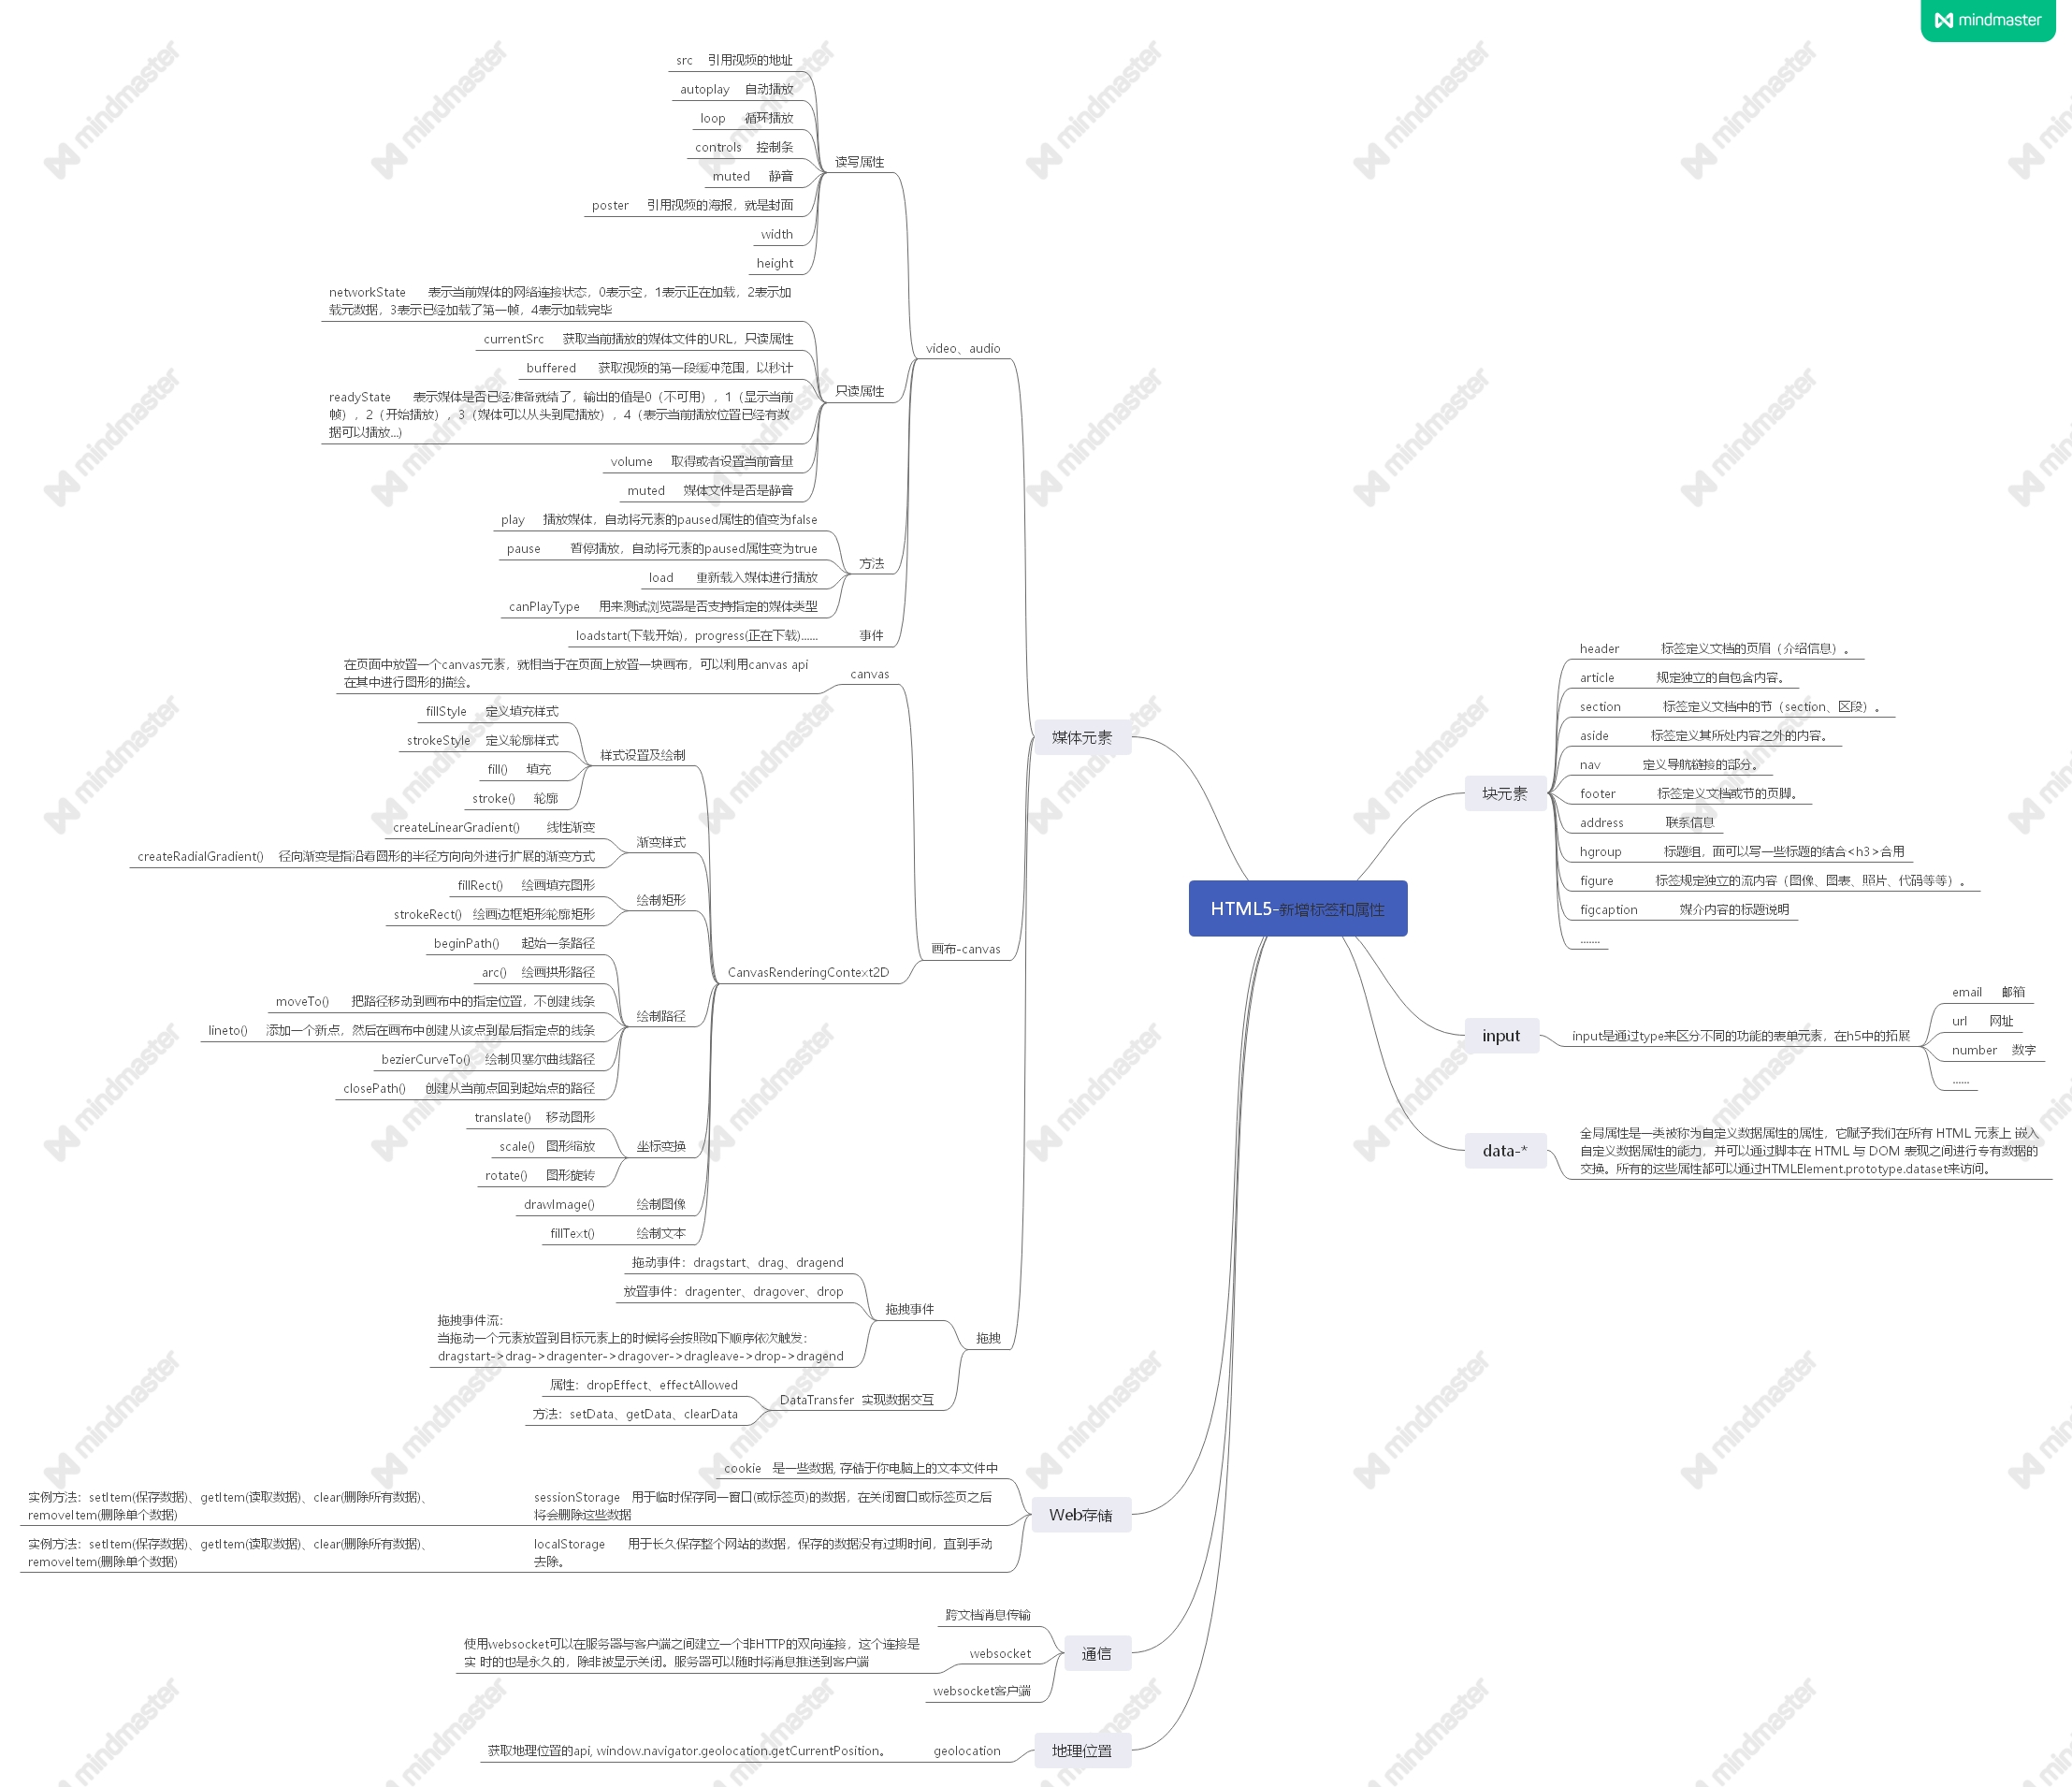 mindmaster
HTML5-新增标签和属性
块元素
header 标签定义文档的页眉（介绍信息）。
article 规定独立的自包含内容。
section 标签定义文档中的节（section、区段）。
aside 标签定义其所处内容之外的内容。
nav 定义导航链接的部分。
footer 标签定义文档或节的页脚。
address 联系信息
hgroup 标题组，面可以写一些标题的结合<h3>合用
figure 标签规定独立的流内容（图像、图表、照片、代码等等）。
figcaption 媒介内容的标题说明
.......
input
input是通过type来区分不同的功能的表单元素，在h5中的拓展
email 邮箱
url 网址
number 数字
......
data-*
全局属性是一类被称为自定义数据属性的属性，它赋予我们在所有 HTML 元素上 嵌入
自定义数据属性的能力，并可以通过脚本在 HTML 与 DOM 表现之间进行专有数据的
交换。所有的这些属性都可以通过HTMLElement.prototype.dataset来访问。
媒体元素
video、audio
读写属性
src 引用视频的地址
autoplay 自动播放
loop 循环播放
controls 控制条
muted 静音
poster 引用视频的海报，就是封面
width
height
只读属性
networkState 表示当前媒体的网络连接状态，0表示空，1表示正在加载，2表示加
载元数据，3表示已经加载了第一帧，4表示加载完毕
currentSrc 获取当前播放的媒体文件的URL，只读属性
buffered 获取视频的第一段缓冲范围，以秒计
readyState 表示媒体是否已经准备就结了，输出的值是0（不可用）,1（显示当前
帧）,2（开始播放）,3（媒体可以从头到尾播放）,4（表示当前播放位置已经有数
据可以播放...)
volume 取得或者设置当前音量
muted 媒体文件是否是静音
方法
play 播放媒体，自动将元素的paused属性的值变为false
pause 暂停播放，自动将元素的paused属性变为true
load 重新载入媒体进行播放
canPlayType 用来测试浏览器是否支持指定的媒体类型
事件
loadstart(下载开始)，progress(正在下载)......
画布-canvas
canvas
在页面中放置一个canvas元素，就相当于在页面上放置一块画布，可以利用canvas api
在其中进行图形的描绘。
CanvasRenderingContext2D
样式设置及绘制
fillStyle 定义填充样式
strokeStyle 定义轮廓样式
fill() 填充
stroke() 轮廓
渐变样式
createLinearGradient() 线性渐变
createRadialGradient() 径向渐变是指沿着圆形的半径方向向外进行扩展的渐变方式
绘制矩形
fillRect() 绘画填充图形
strokeRect() 绘画边框矩形轮廓矩形
绘制路径
beginPath() 起始一条路径
arc() 绘画拱形路径
moveTo() 把路径移动到画布中的指定位置，不创建线条
lineto() 添加一个新点，然后在画布中创建从该点到最后指定点的线条
bezierCurveTo() 绘制贝塞尔曲线路径
closePath() 创建从当前点回到起始点的路径
坐标变换
translate() 移动图形
scale() 图形缩放
rotate() 图形旋转
drawImage() 绘制图像
fillText() 绘制文本
拖拽
拖拽事件
拖动事件：dragstart、drag、dragend
放置事件：dragenter、dragover、drop
拖拽事件流：
当拖动一个元素放置到目标元素上的时候将会按照如下顺序依次触发：
dragstart->drag->dragenter->dragover->dragleave->drop->dragend
DataTransfer 实现数据交互
属性：dropEffect、effectAllowed
方法：setData、getData、clearData
Web存储
cookie 是一些数据, 存储于你电脑上的文本文件中
sessionStorage 用于临时保存同一窗口(或标签页)的数据，在关闭窗口或标签页之后
将会删除这些数据
实例方法：setItem(保存数据)、getItem(读取数据)、clear(删除所有数据)、
removeItem(删除单个数据)
localStorage 用于长久保存整个网站的数据，保存的数据没有过期时间，直到手动
去除。
实例方法：setItem(保存数据)、getItem(读取数据)、clear(删除所有数据)、
removeItem(删除单个数据)
通信
跨文档消息传输
websocket
使用websocket可以在服务器与客户端之间建立一个非HTTP的双向连接，这个连接是
实 时的也是永久的，除非被显示关闭。服务器可以随时将消息推送到客户端
websocket客户端
地理位置
geolocation
获取地理位置的api, window.navigator.geolocation.getCurrentPosition。